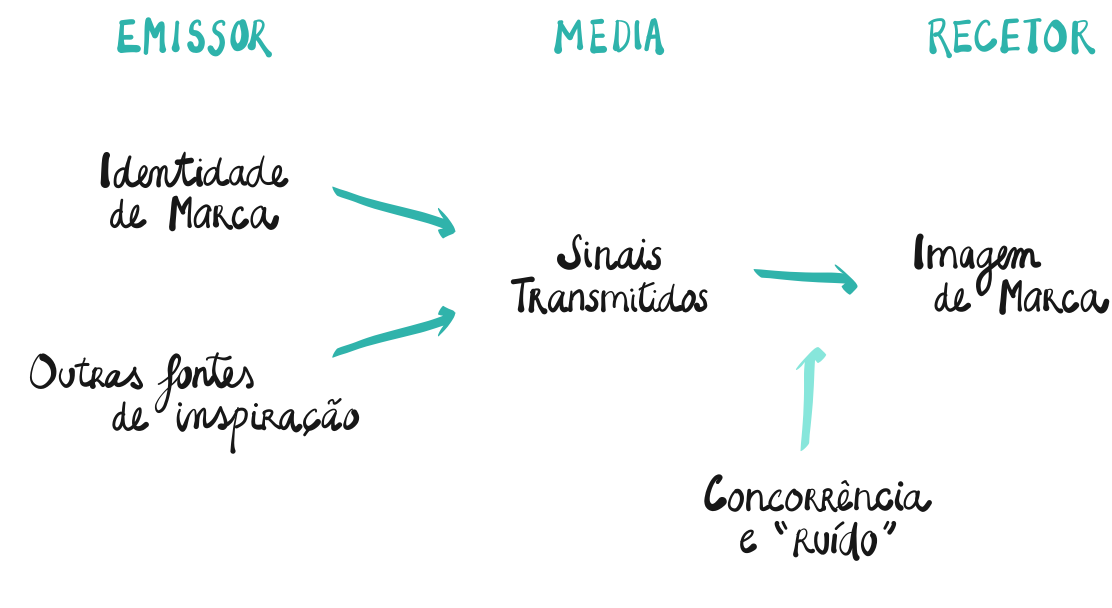 EMISSOR
MEDIA
RECETOR
Identidade
de Marca
Outras fontes
de inspiração
Sinais
Transmitidos
Imagem
de Marca
Concorrência
e "ruído"